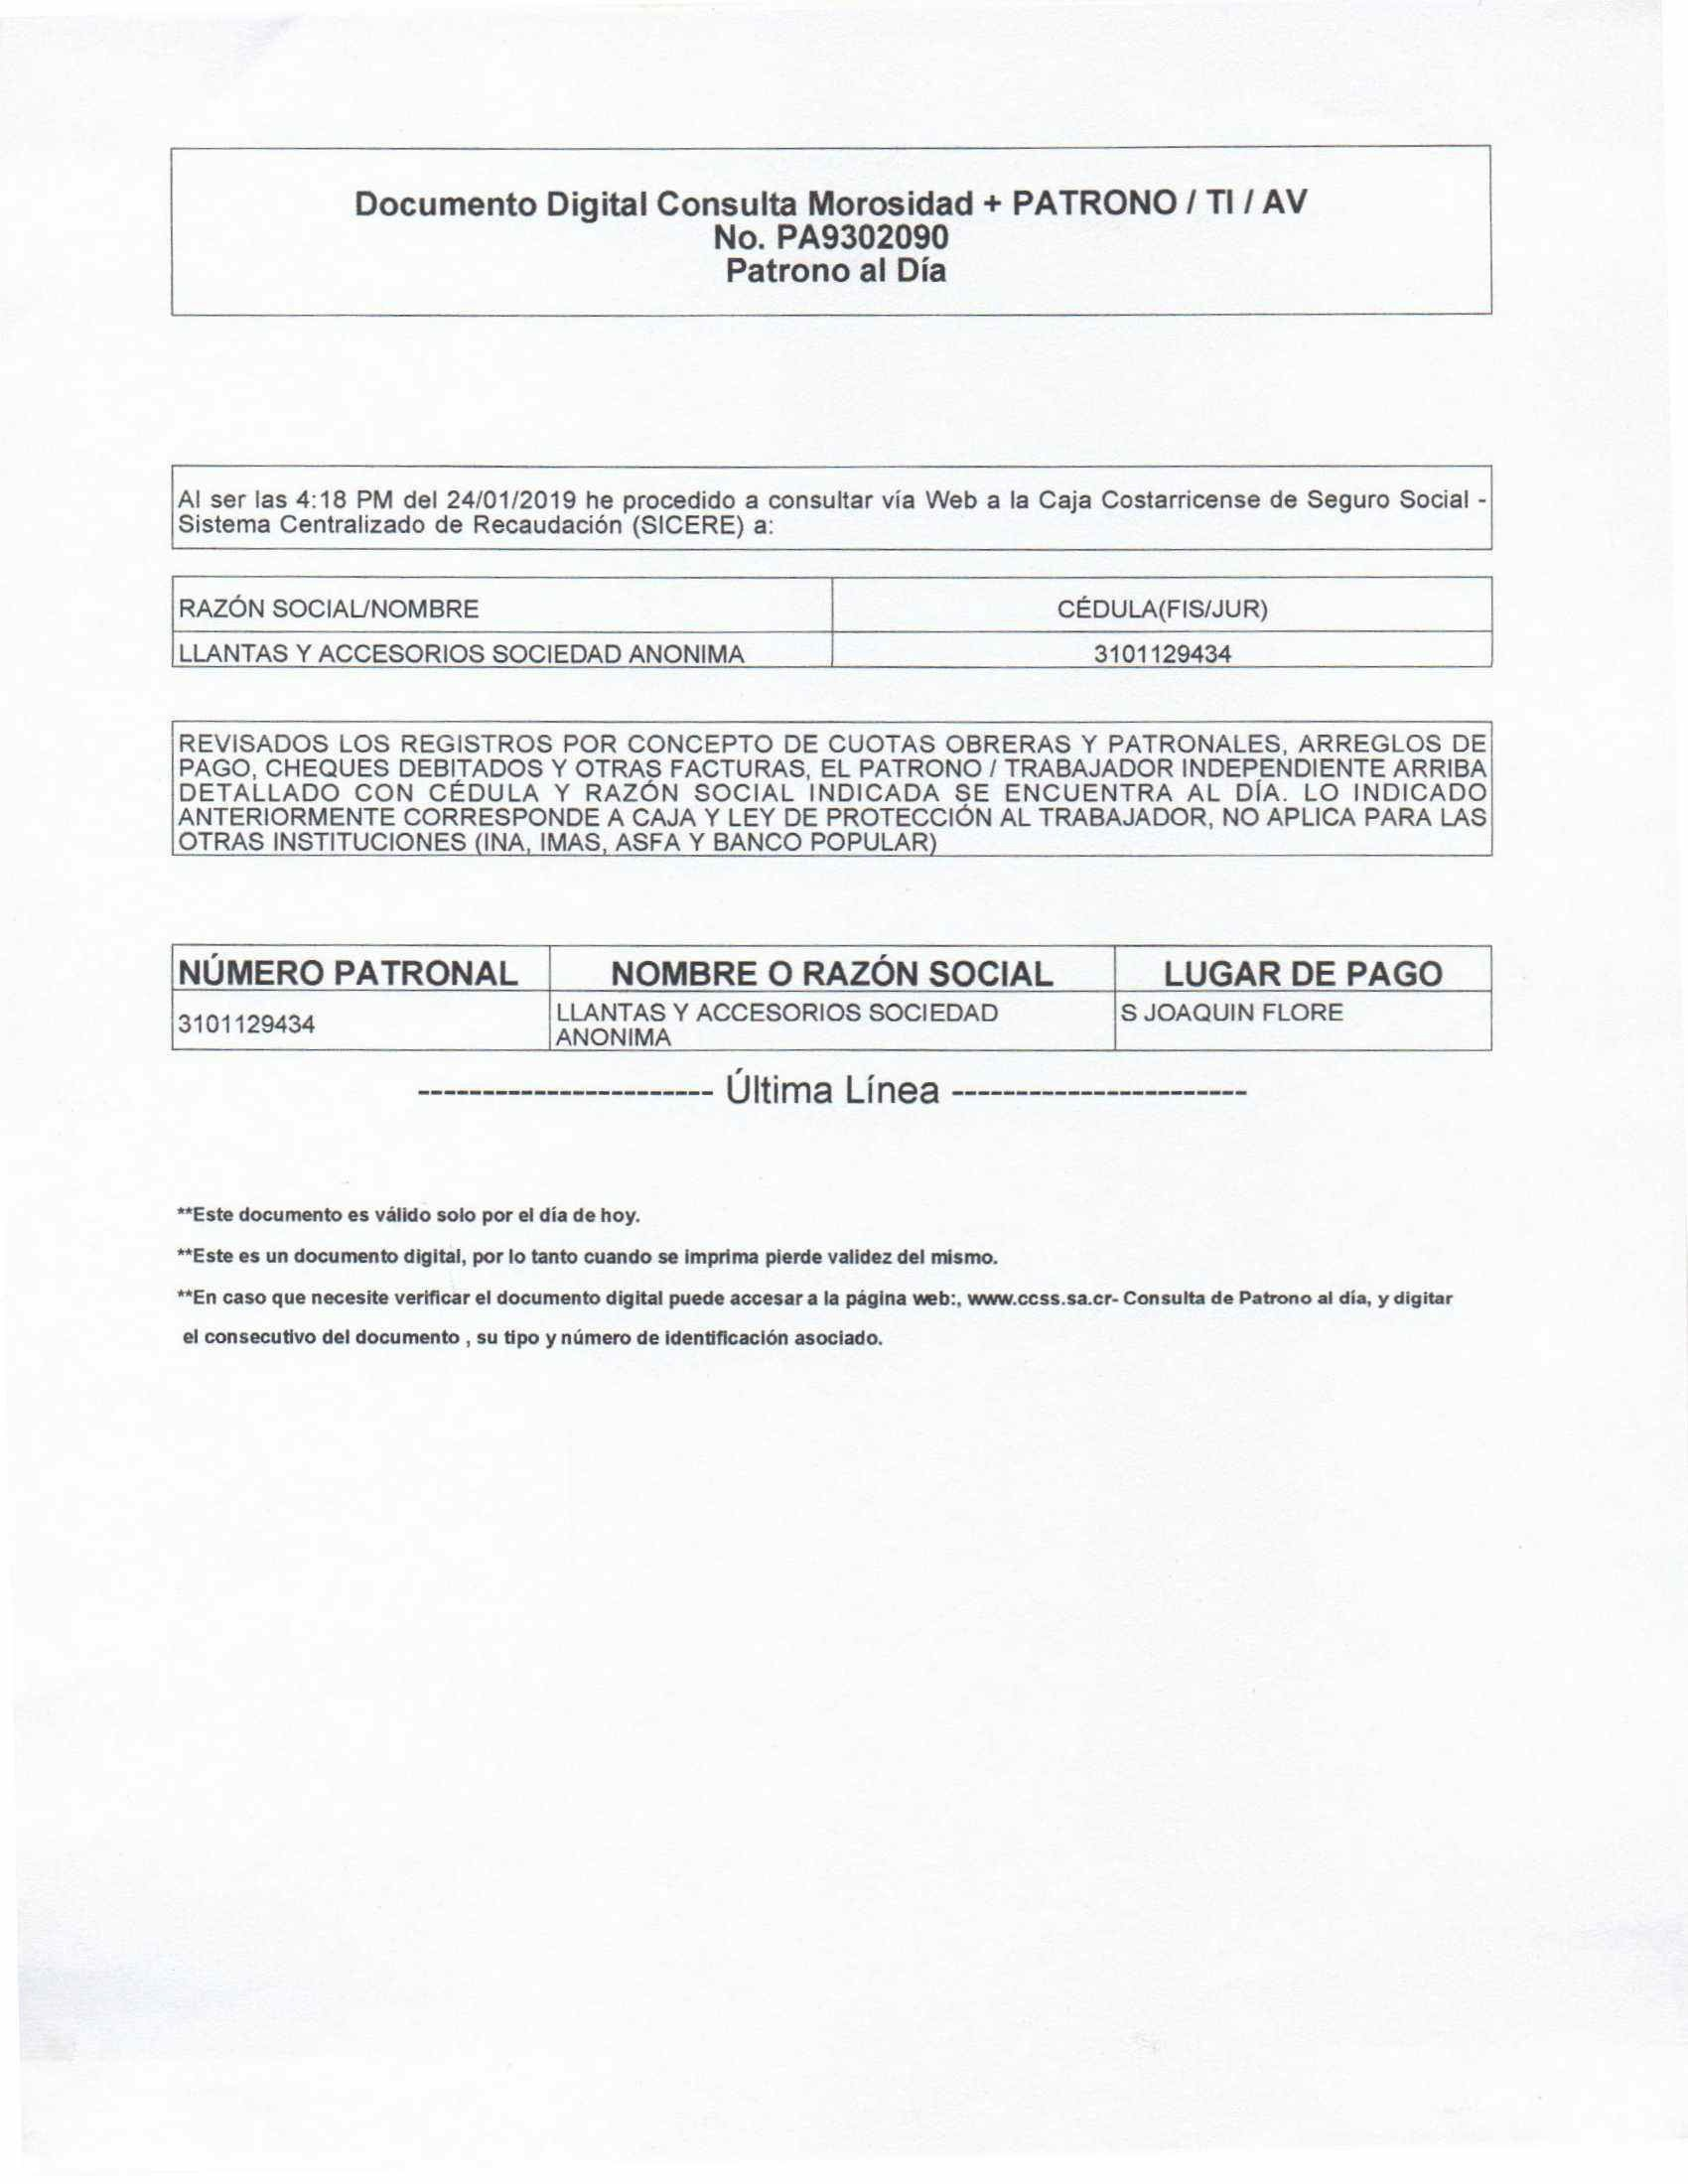 Documento Digital Consulta Morosidad + PATRONO / TI / AV
No. PA9302090
Patrono al Día
Al ser las 4:18 PM del 24/01/2019 he procedido a consultar vía Web a la Caja Costarricense de Seguro Social -
Sistema Centralizado de Recaudación (SICERE) a:
RAZÓN SOCIAL/NOMBRE CÉDULA(FIS/JUR)
LLANTAS Y ACCESORIOS SOCIEDAD ANONIMA 3101129434
REVISADOS LOS REGISTROS POR CONCEPTO DE CUOTAS OBRERAS Y PATRONALES, ARREGLOS DE
PAGO, CHEQUES DEBITADOS Y OTRAS FACTURAS, EL PATRONO / TRABAJADOR INDEPENDIENTE ARRIBA
DETALLADO CON CÉDULA Y RAZÓN SOCIAL INDICADA SE ENCUENTRA AL DÍA. LO INDICADO
ANTERIORMENTE CORRESPONDE A CAJA Y LEY DE PROTECCIÓN AL TRABAJADOR, NO APLICA PARA LAS
OTRAS INSTITUCIONES (INA, IMAS, ASFA Y BANCO POPULAR)
NÚMERO PATRONAL NOMBRE O RAZÓN SOCIAL LUGAR DE PAGO
3101129434 LLANTAS Y ACCESORIOS SOCIEDAD S JOAQUIN FLORE
ANONIMA
----------------------- Última Línea -----------------------
**Este documento es válido solo por el día de hoy.
**Este es un documento digital, por lo tanto cuando se imprima pierde validez del mismo.
**En caso que necesite verificar el documento digital puede accesar a la página web:, www.ccss.sa.cr- Consulta de Patrono al día, y digitar
el consecutivo del documento , su tipo y número de identificación asociado.